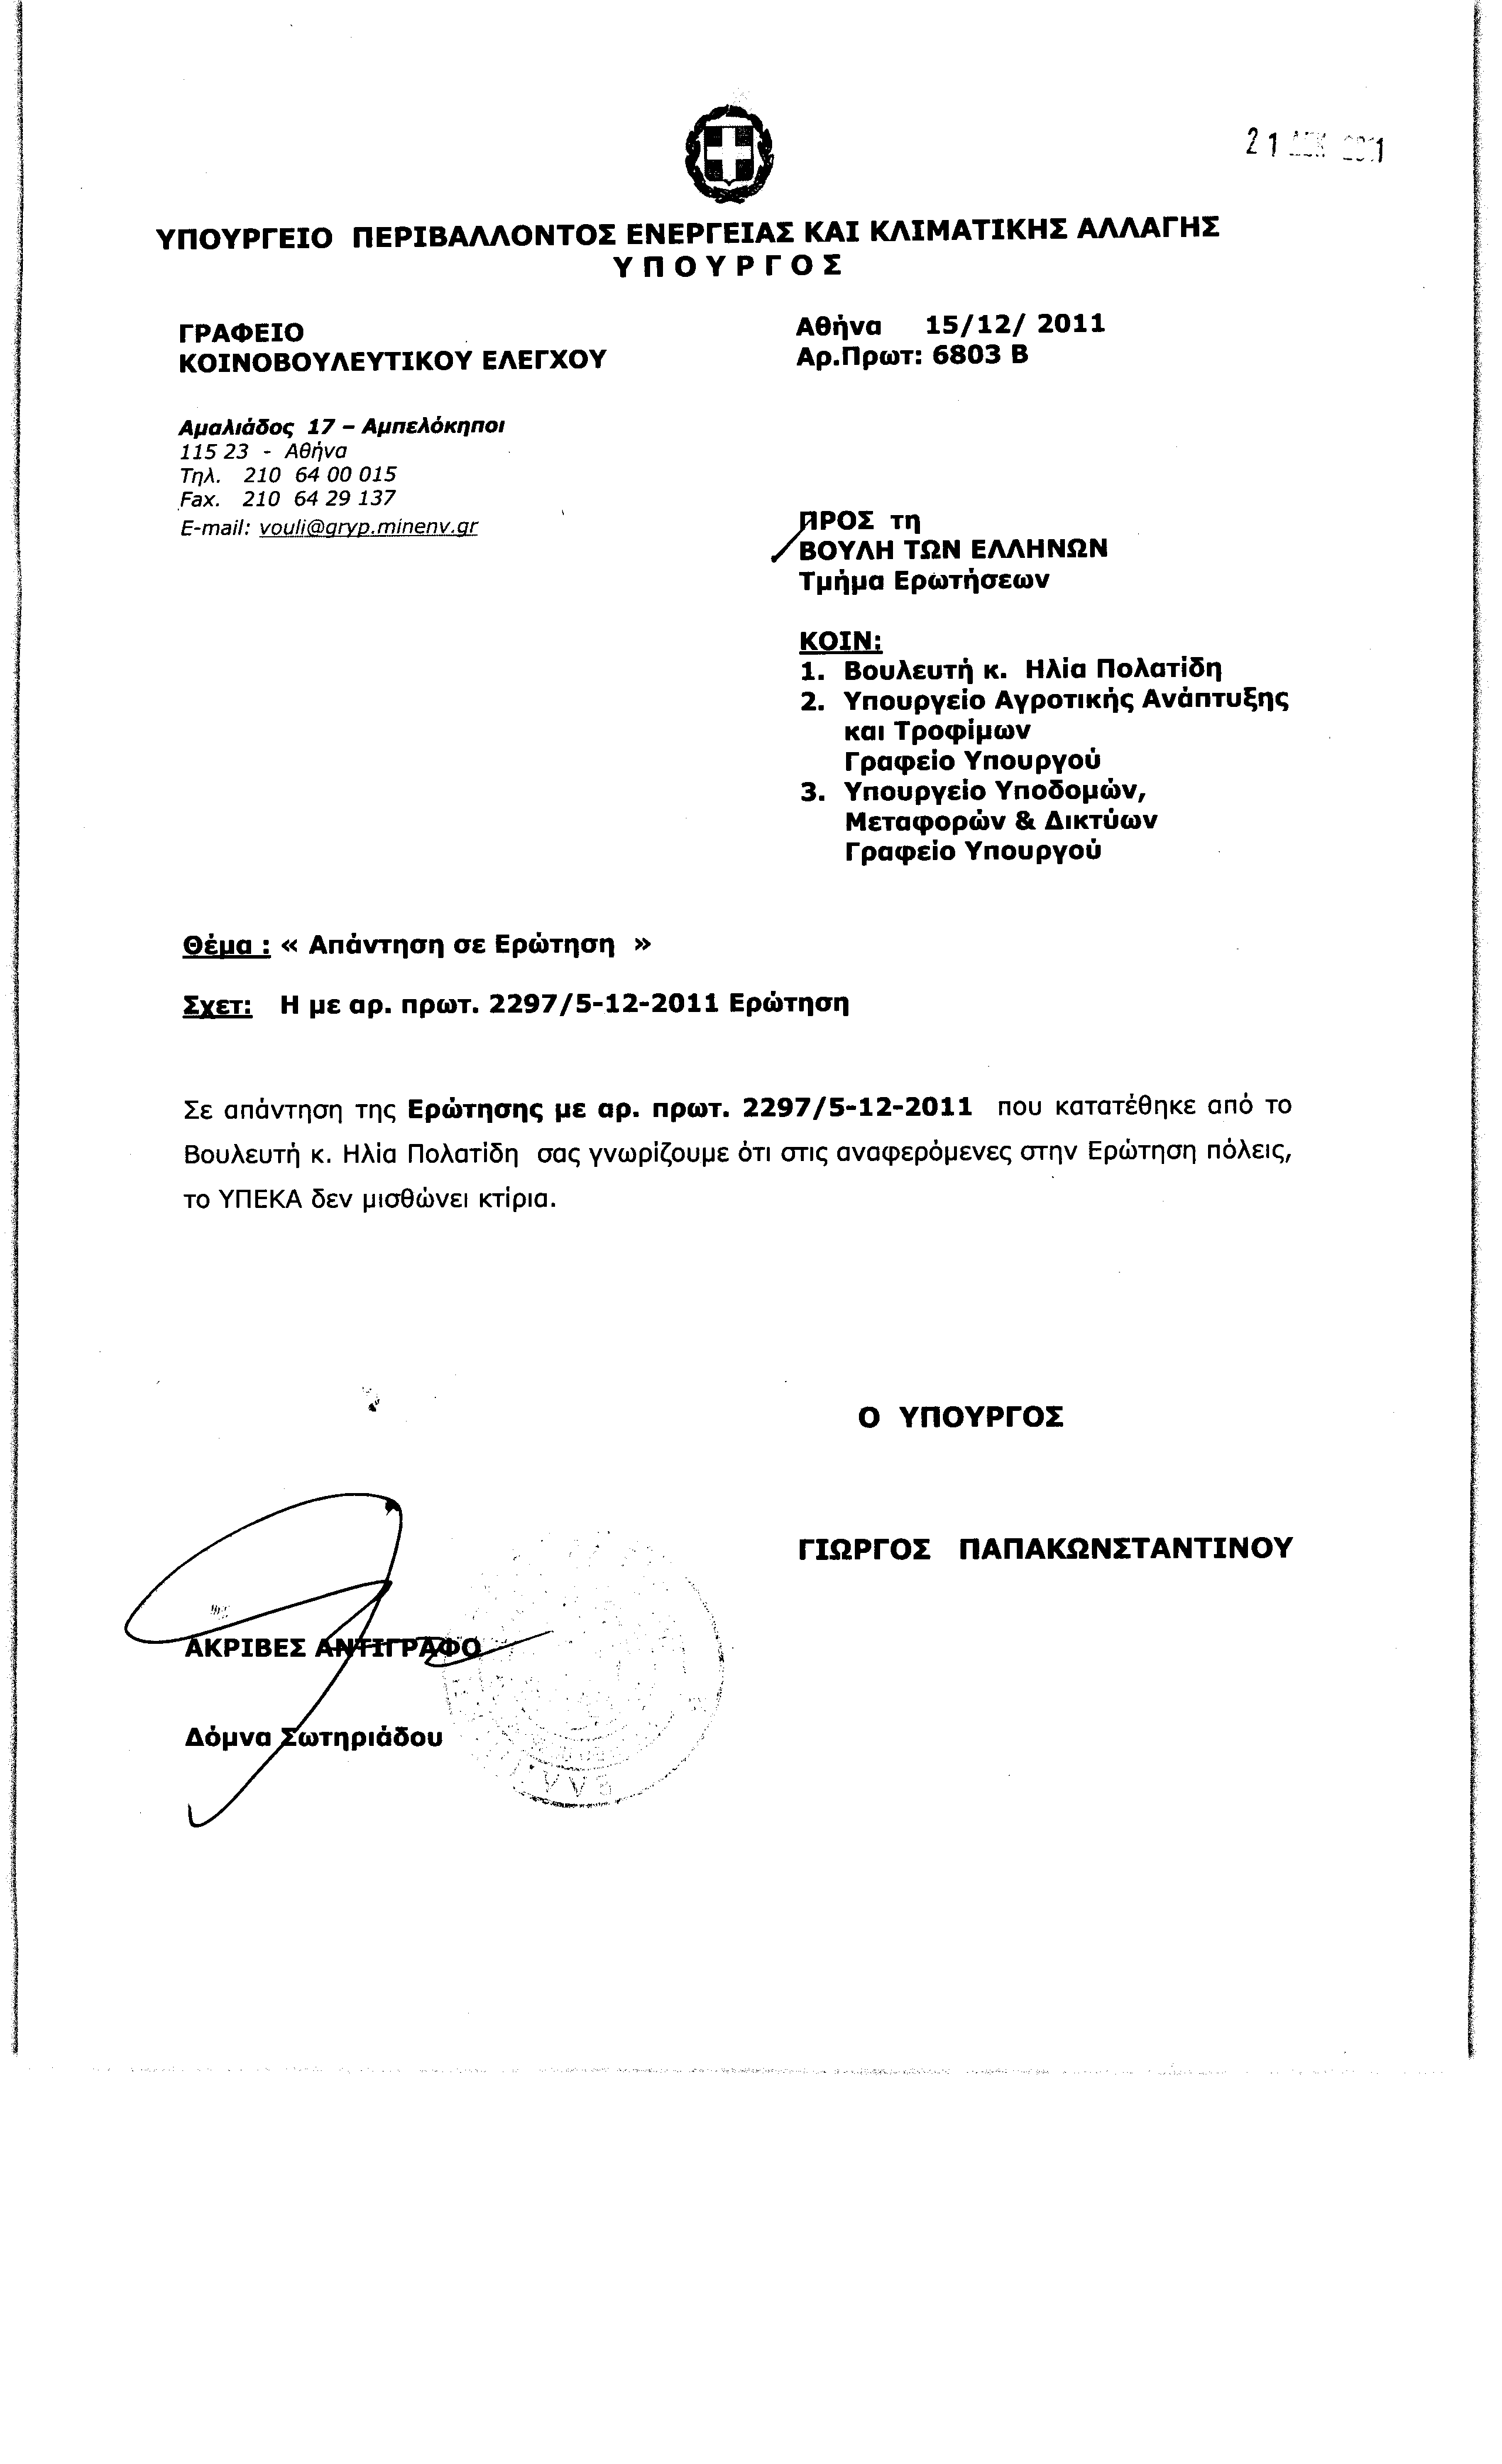 21 ΔΕΚ 2011
ΥΠΟΥΡΓΕΙΟ ΠΕΡΙΒΑΛΛΟΝΤΟΣ ΕΝΕΡΓΕΙΑΣ ΚΑΙ ΚΛΙΜΑΤΙΚΗΣ ΑΛΛΑΓΗΣ
Υ Π Ο Υ Ρ Γ Ο Σ
ΓΡΑΦΕΙΟ
ΚΟΙΝΟΒΟΥΛΕΥΤΙΚΟΥ ΕΛΕΓΧΟΥ
Αθήνα 15/12/ 2011
Αρ.Πρωτ: 6803 Β
Αμαλιάδος 17 – Αμπελόκηποι
115 23 - Αθήνα
Τηλ. 210 64 00 015
Fax. 210 64 29 137
E-mail: vouli@gryp.minenv.gr
ΠΡΟΣ τη
ΒΟΥΛΗ ΤΩΝ ΕΛΛΗΝΩΝ
Τμήμα Ερωτήσεων
ΚΟΙΝ:
1. Βουλευτή κ. Ηλία Πολατίδη
2. Υπουργείο Αγροτικής Ανάπτυξης
και Τροφίμων
Γραφείο Υπουργού
3. Υπουργείο Υποδομών,
Μεταφορών & Δικτύων
Γραφείο Υπουργού
Θέμα : « Απάντηση σε Ερώτηση »
Σχετ: Η με αρ. πρωτ. 2297/5-12-2011 Ερώτηση
Σε απάντηση της Ερώτησης με αρ. πρωτ. 2297/5-12-2011 που κατατέθηκε από το
Βουλευτή κ. Ηλία Πολατίδη σας γνωρίζουμε ότι στις αναφερόμενες στην Ερώτηση πόλεις,
το ΥΠΕΚΑ δεν μισθώνει κτίρια.
Ο ΥΠΟΥΡΓΟΣ
ΓΙΩΡΓΟΣ ΠΑΠΑΚΩΝΣΤΑΝΤΙΝΟΥ
ΑΚΡΙΒΕΣ ΑΝΤΙΓΡΑΦΟ
Δόμνα Σωτηριάδου